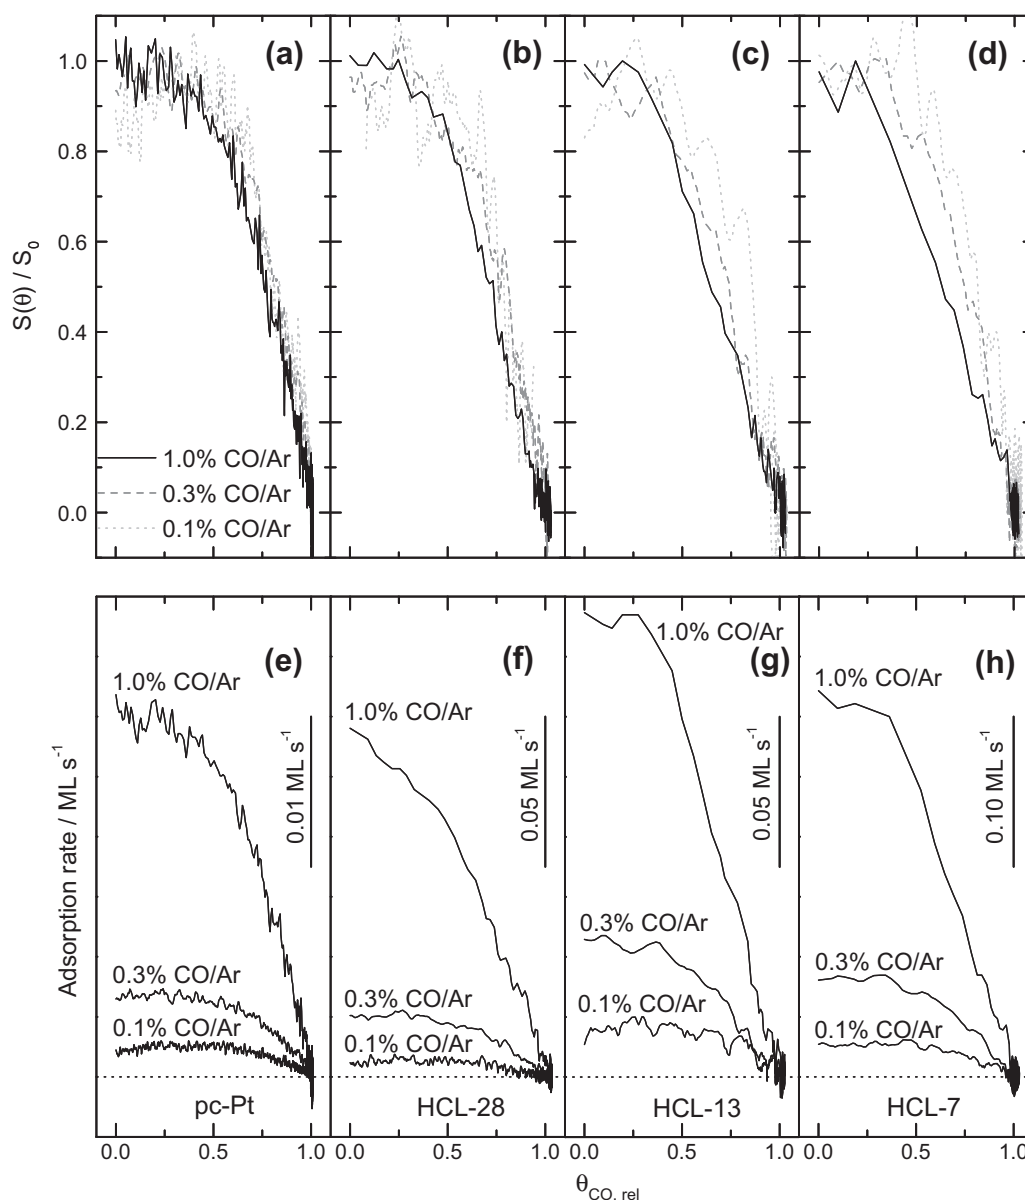 (a)
(b)
(c)
(d)
1.0
0.8
0.6
0.4
0.2
0.0
S(θ) / S₀
1.0% CO/Ar
0.3% CO/Ar
0.1% CO/Ar
(e)
(f)
(g)
(h)
1.0% CO/Ar
1.0% CO/Ar
1.0% CO/Ar
1.0% CO/Ar
0.01 ML s⁻¹
0.05 ML s⁻¹
0.05 ML s⁻¹
0.10 ML s⁻¹
Adsorption rate / ML s⁻¹
0.3% CO/Ar
0.3% CO/Ar
0.3% CO/Ar
0.3% CO/Ar
0.1% CO/Ar
0.1% CO/Ar
0.1% CO/Ar
0.1% CO/Ar
pc-Pt
HCL-28
HCL-13
HCL-7
0.0 0.5 1.0 0.0 0.5 1.0 0.0 0.5 1.0 0.0 0.5 1.0
θCO, rel